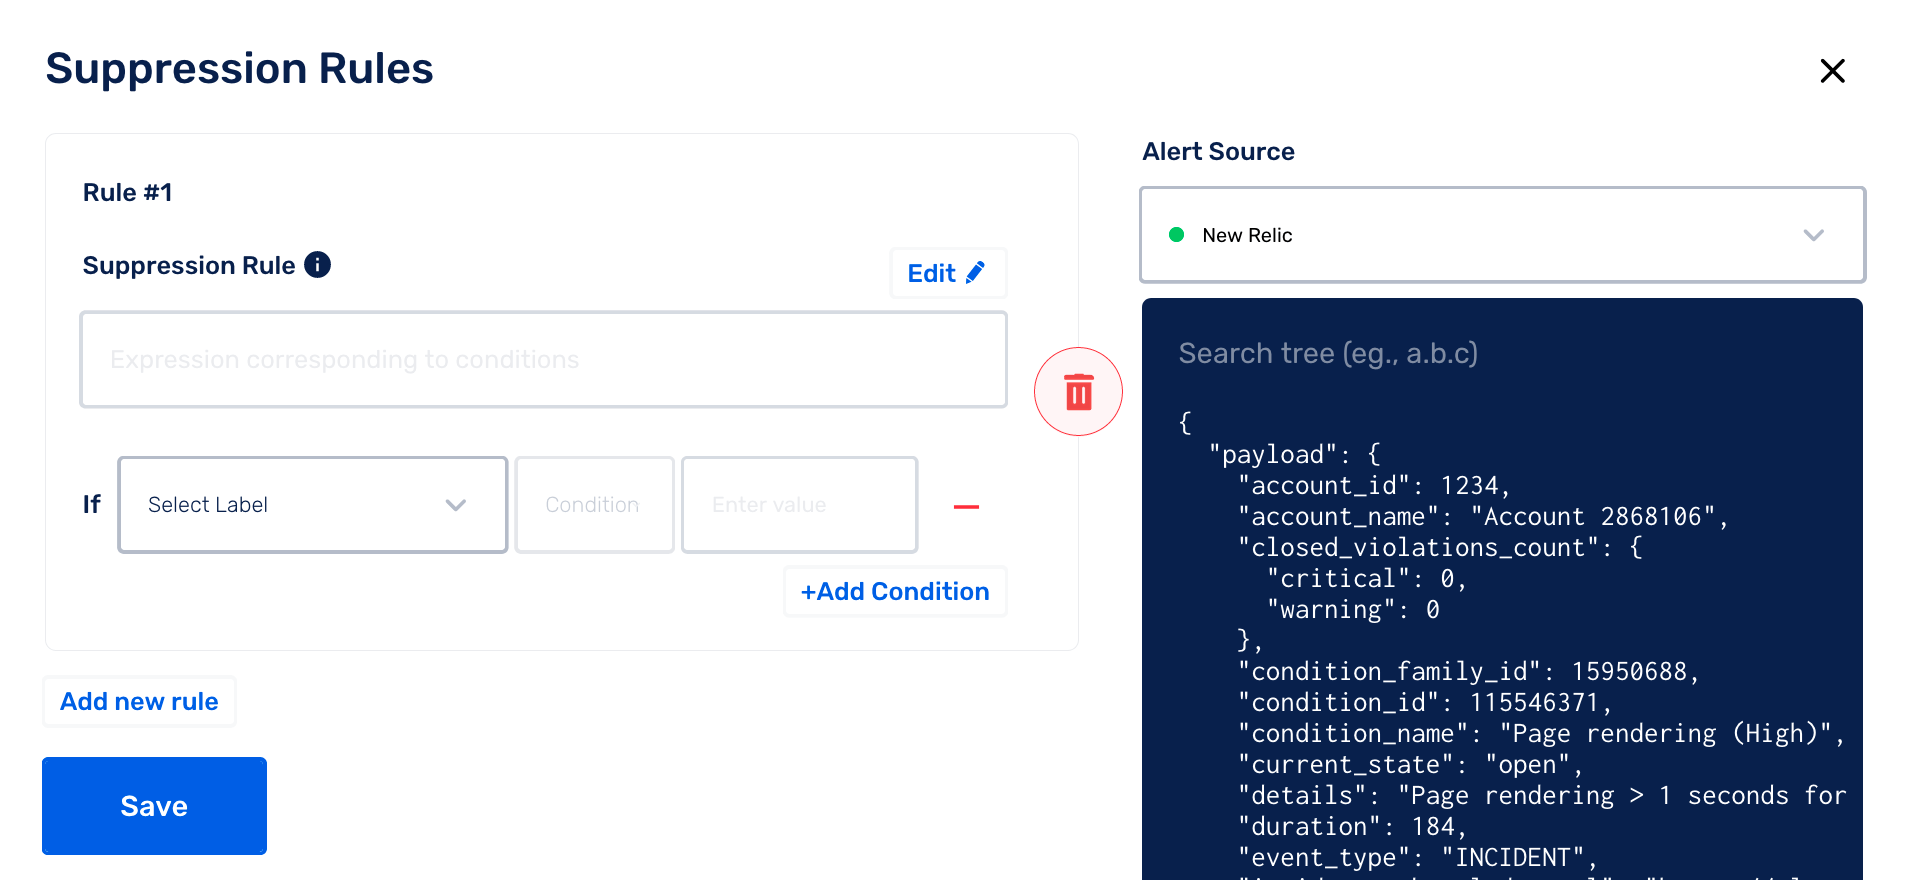 Suppression Rules
Rule #1
Suppression Rule
Edit
Expression corresponding to conditions
If
Select Label
Condition
Enter value
+Add Condition
Add new rule
Save
Alert Source
New Relic
Search tree (eg., a.b.c)
{
"payload": {
"account_id": 1234,
"account_name": "Account 2868106",
"closed_violations_count": {
"critical": 0,
"warning": 0
},
"condition_family_id": 15950688,
"condition_id": 115546371,
"condition_name": "Page rendering (High)",
"current_state": "open",
"details": "Page rendering > 1 seconds for
"duration": 184,
"event_type": "INCIDENT",